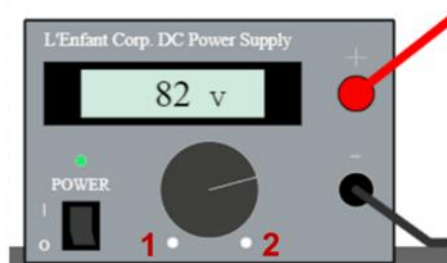 L'Enfant Corp. DC Power Supply
+
82 v
-
POWER
I
O
1
2